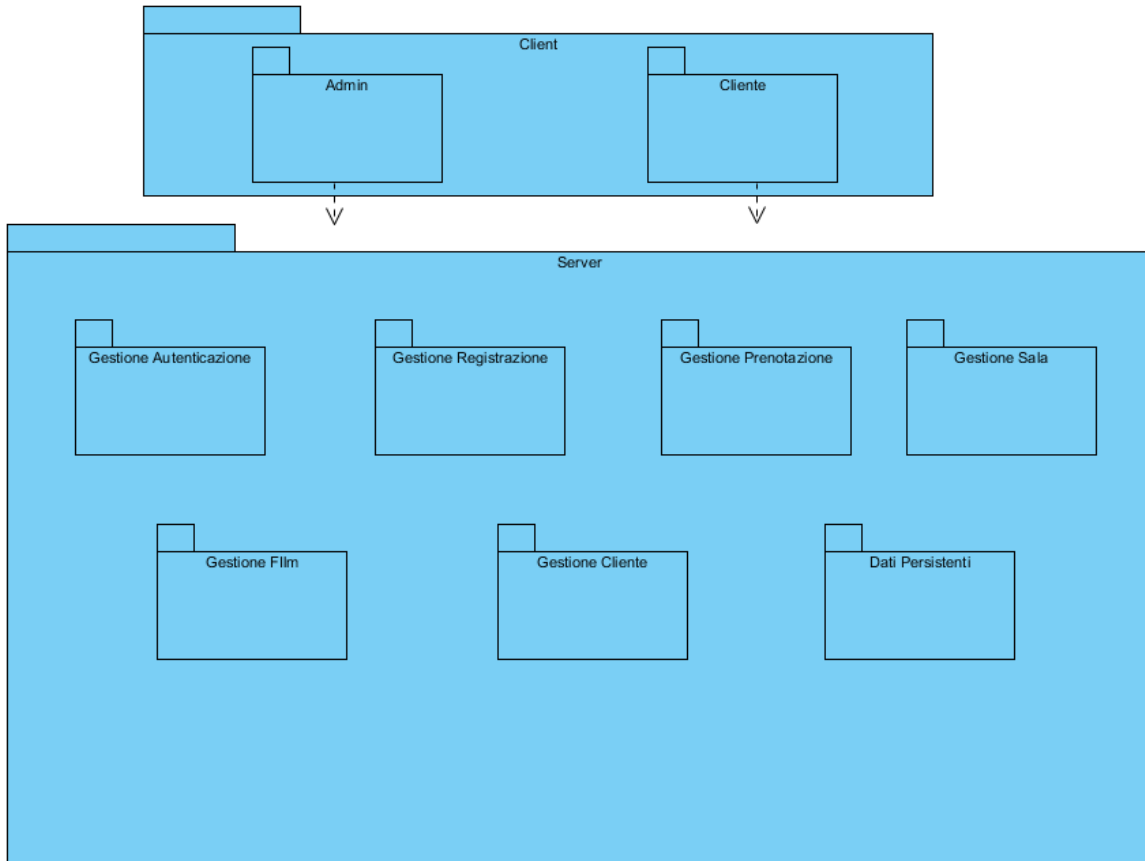 Client
Admin
Cliente
Server
Gestione Autenticazione
Gestione Registrazione
Gestione Prenotazione
Gestione Sala
Gestione FIlm
Gestione Cliente
Dati Persistenti